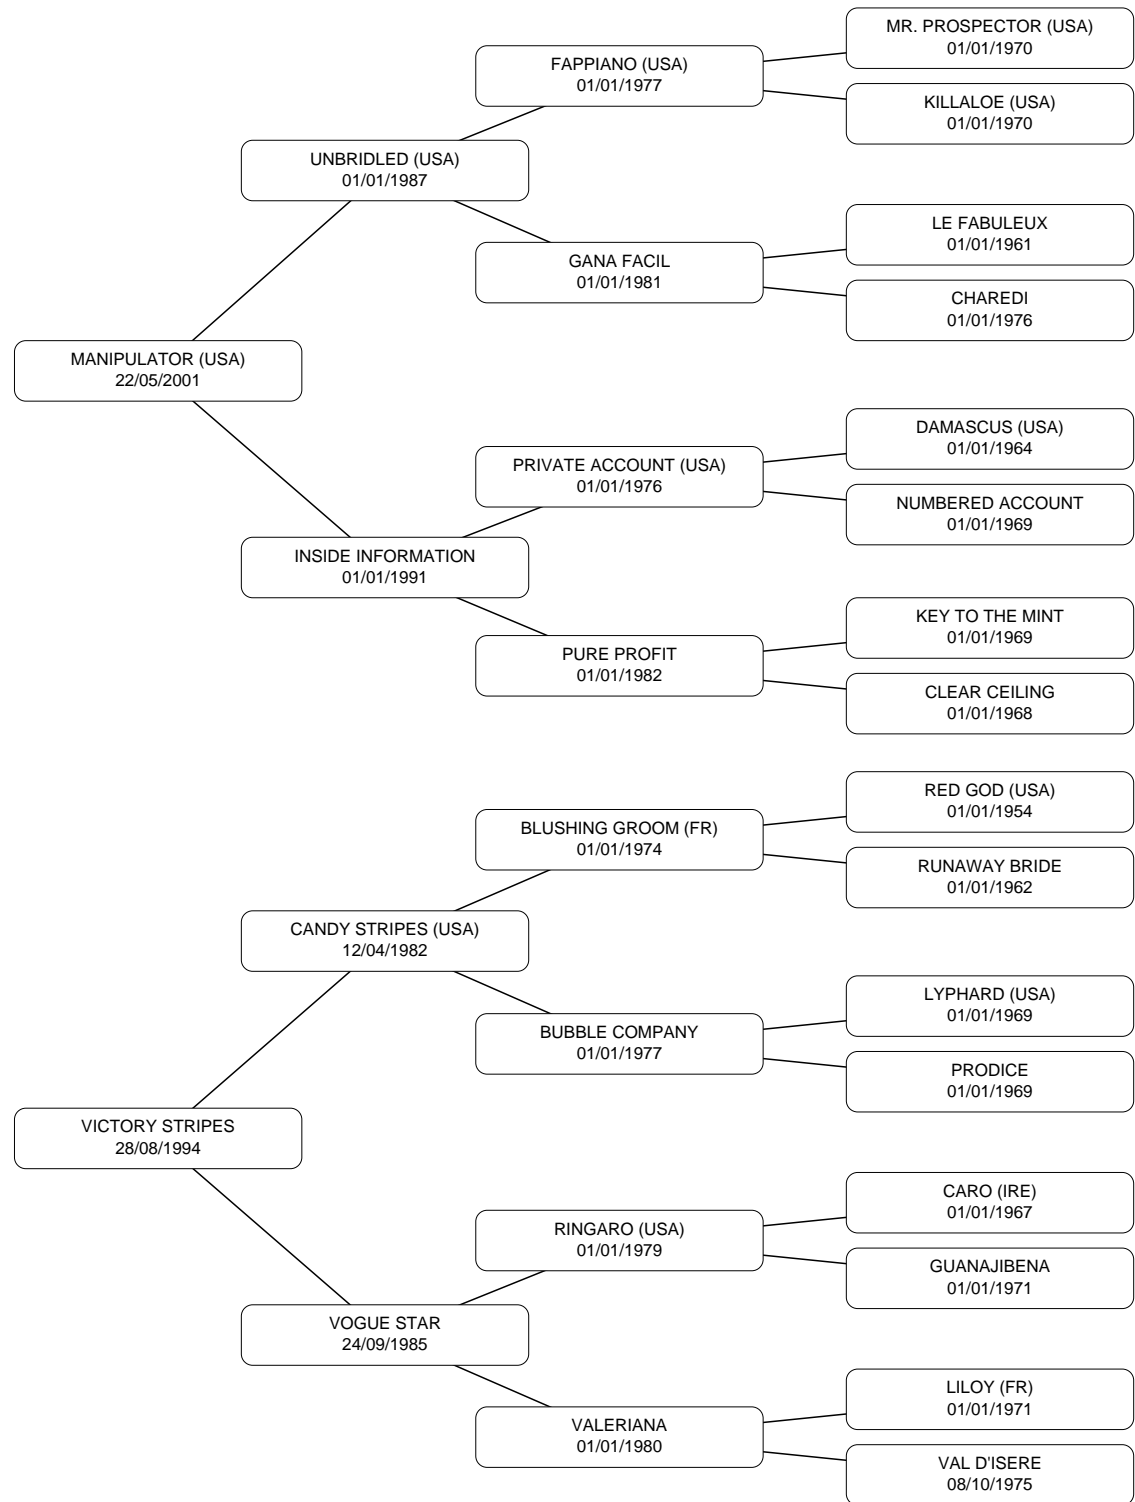 MR. PROSPECTOR (USA)
01/01/1970
FAPPIANO (USA)
01/01/1977
KILLALOE (USA)
01/01/1970
UNBRIDLED (USA)
01/01/1987
LE FABULEUX
01/01/1961
GANA FACIL
01/01/1981
CHAREDI
01/01/1976
MANIPULATOR (USA)
22/05/2001
DAMASCUS (USA)
01/01/1964
PRIVATE ACCOUNT (USA)
01/01/1976
NUMBERED ACCOUNT
01/01/1969
INSIDE INFORMATION
01/01/1991
KEY TO THE MINT
01/01/1969
PURE PROFIT
01/01/1982
CLEAR CEILING
01/01/1968
RED GOD (USA)
01/01/1954
BLUSHING GROOM (FR)
01/01/1974
RUNAWAY BRIDE
01/01/1962
CANDY STRIPES (USA)
12/04/1982
LYPHARD (USA)
01/01/1969
BUBBLE COMPANY
01/01/1977
PRODICE
01/01/1969
VICTORY STRIPES
28/08/1994
CARO (IRE)
01/01/1967
RINGARO (USA)
01/01/1979
GUANAJIBENA
01/01/1971
VOGUE STAR
24/09/1985
LILOY (FR)
01/01/1971
VALERIANA
01/01/1980
VAL D'ISERE
08/10/1975